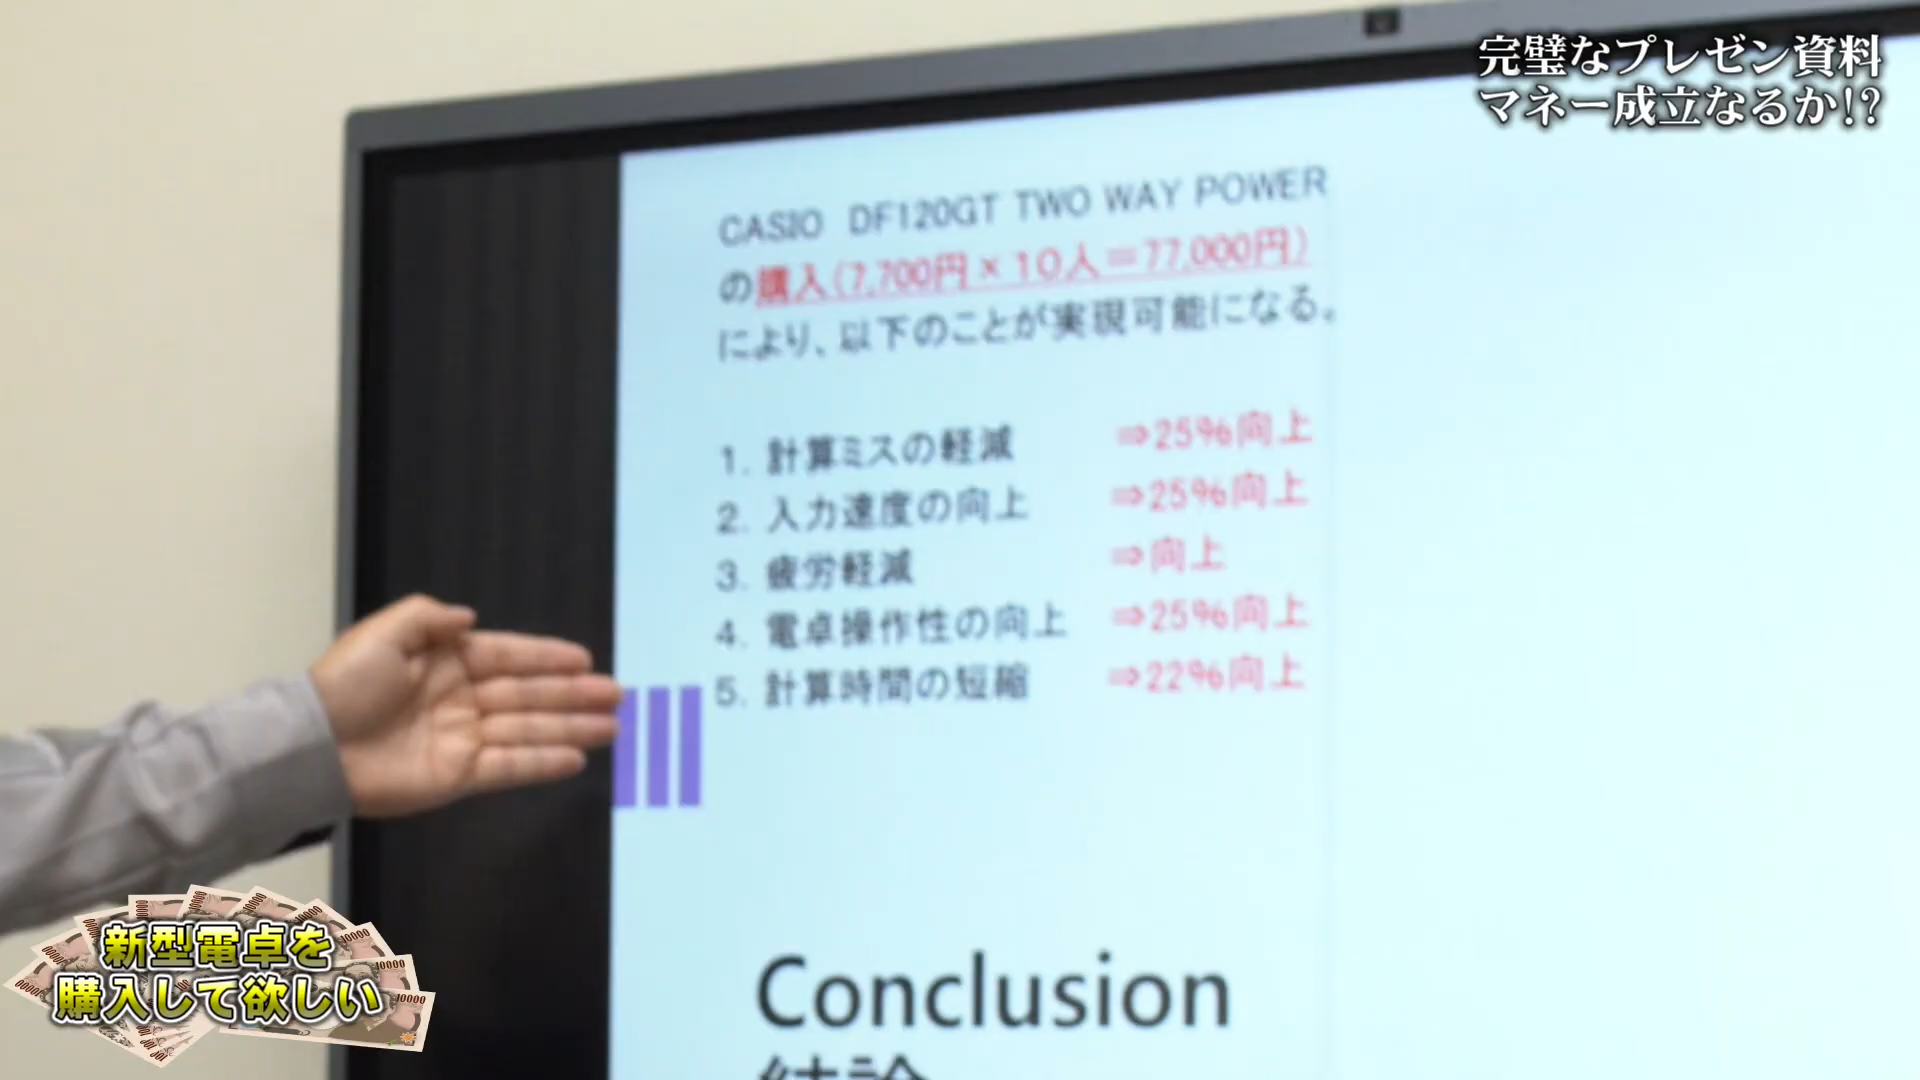 完璧なプレゼン資料
マネー成立なるか!?
CASIO DF120GT TWO WAY POWER
の購入(7,700円×10人=77,000円)
により、以下のことが実現可能になる。
1. 計算ミスの軽減 ⇒25%向上
2. 入力速度の向上 ⇒25%向上
3. 疲労軽減 ⇒向上
4. 電卓操作性の向上 ⇒25%向上
5. 計算時間の短縮 ⇒22%向上
Conclusion
結論
新型電卓を
購入して欲しい
10000
10000
10000